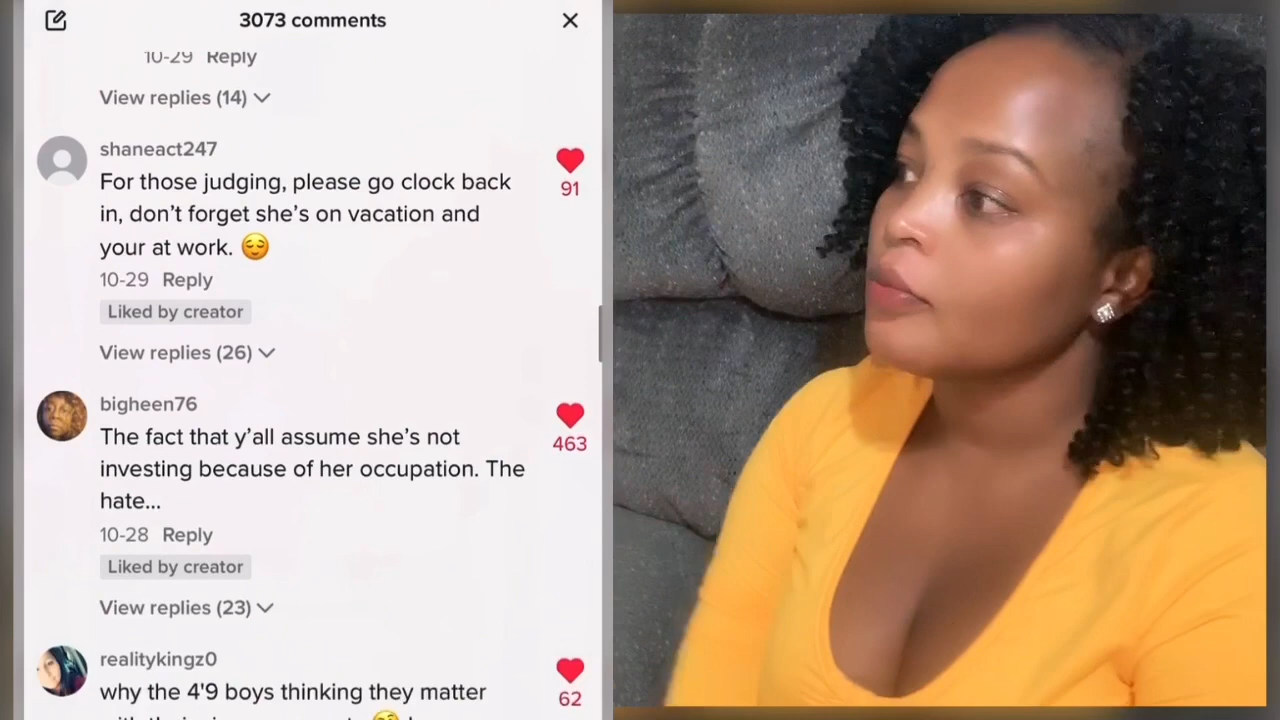 3073 comments
10-29 Reply
View replies (14)
shaneact247
For those judging, please go clock back
in, don’t forget she’s on vacation and
your at work. 😌
91
10-29 Reply
Liked by creator
View replies (26)
bigheen76
The fact that y’all assume she’s not
investing because of her occupation. The
hate...
463
10-28 Reply
Liked by creator
View replies (23)
realitykingz0
why the 4'9 boys thinking they matter
62